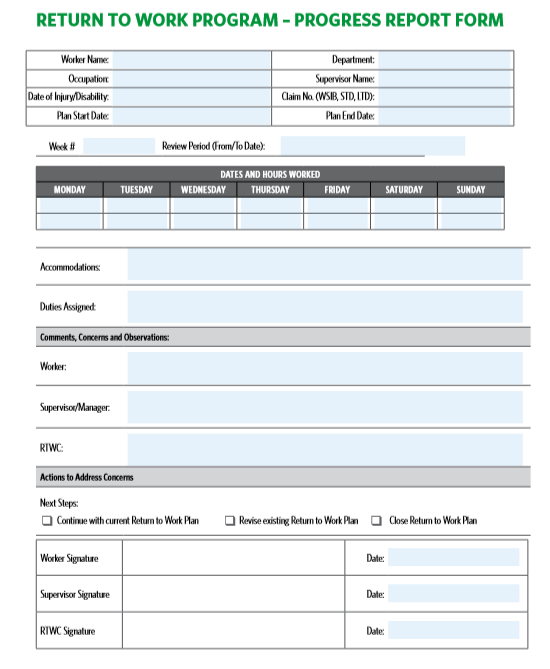 RETURN TO WORK PROGRAM – PROGRESS REPORT FORM
Worker Name: Department:
Occupation: Supervisor Name:
Date of Injury/Disability: Claim No. (WSIB, STD, LTD):
Plan Start Date: Plan End Date:
Week # Review Period (From/To Date):
DATES AND HOURS WORKED
MONDAY TUESDAY WEDNESDAY THURSDAY FRIDAY SATURDAY SUNDAY
Accommodations:
Duties Assigned:
Comments, Concerns and Observations:
Worker:
Supervisor/Manager:
RTWC:
Actions to Address Concerns
Next Steps:
Continue with current Return to Work Plan Revise existing Return to Work Plan Close Return to Work Plan
Worker Signature Date:
Supervisor Signature Date:
RTWC Signature Date: